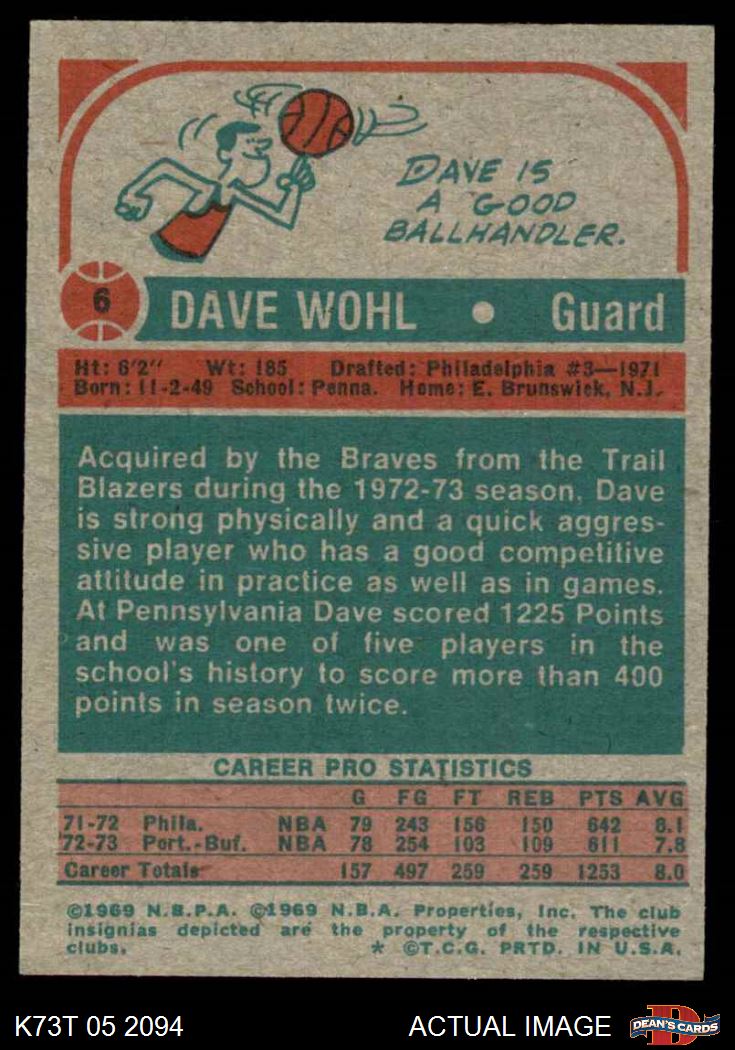 DAVE IS
A GOOD
BALLHANDLER.
6 DAVE WOHL • Guard
Ht: 6'2" Wt: 185 Drafted: Philadelphia #3—1971
Born: 11-2-49 School: Penna. Home: E. Brunswick, N.J.
Acquired by the Braves from the Trail
Blazers during the 1972-73 season, Dave
is strong physically and a quick aggres-
sive player who has a good competitive
attitude in practice as well as in games.
At Pennsylvania Dave scored 1225 Points
and was one of five players in the
school's history to score more than 400
points in season twice.
CAREER PRO STATISTICS
G FG FT REB PTS AVG
71-72 Phila. NBA 79 243 156 150 642 8.1
72-73 Port.-Buf. NBA 78 254 103 109 611 7.8
Career Totals 157 497 259 259 1253 8.0
©1969 N.B.P.A. ©1969 N.B.A. Properties, Inc. The club
insignias depicted are the property of the respective
clubs. * ©T.C.G. PRTD. IN U.S.A.
K73T 05 2094 ACTUAL IMAGE D DEAN'S CARDS